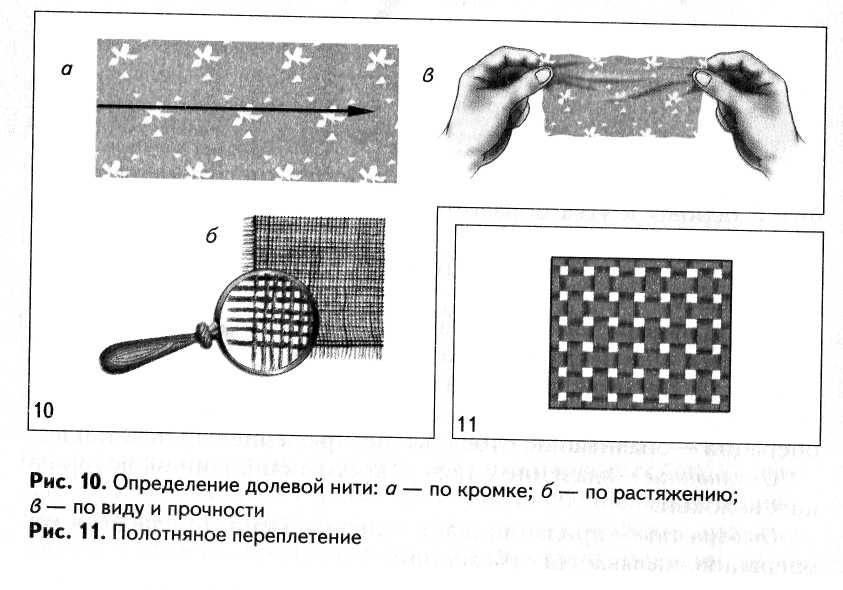 а
в
б
10
11
Рис. 10. Определение долевой нити: а — по кромке; б — по растяжению;
в — по виду и прочности
Рис. 11. Полотняное переплетение